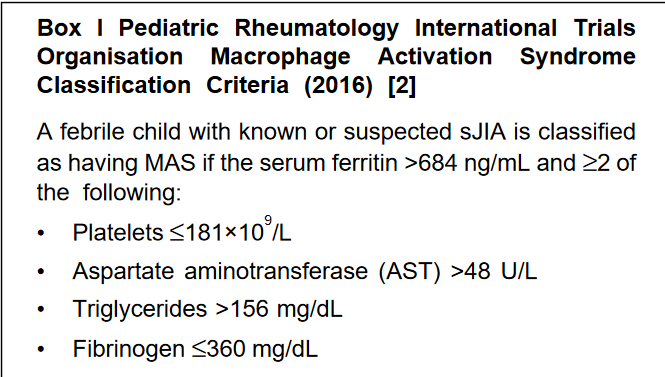 Box I Pediatric Rheumatology International Trials
Organisation Macrophage Activation Syndrome
Classification Criteria (2016) [2]
A febrile child with known or suspected sJIA is classified
as having MAS if the serum ferritin >684 ng/mL and ≥2 of
the following:
• Platelets ≤181×10⁹/L
• Aspartate aminotransferase (AST) >48 U/L
• Triglycerides >156 mg/dL
• Fibrinogen ≤360 mg/dL